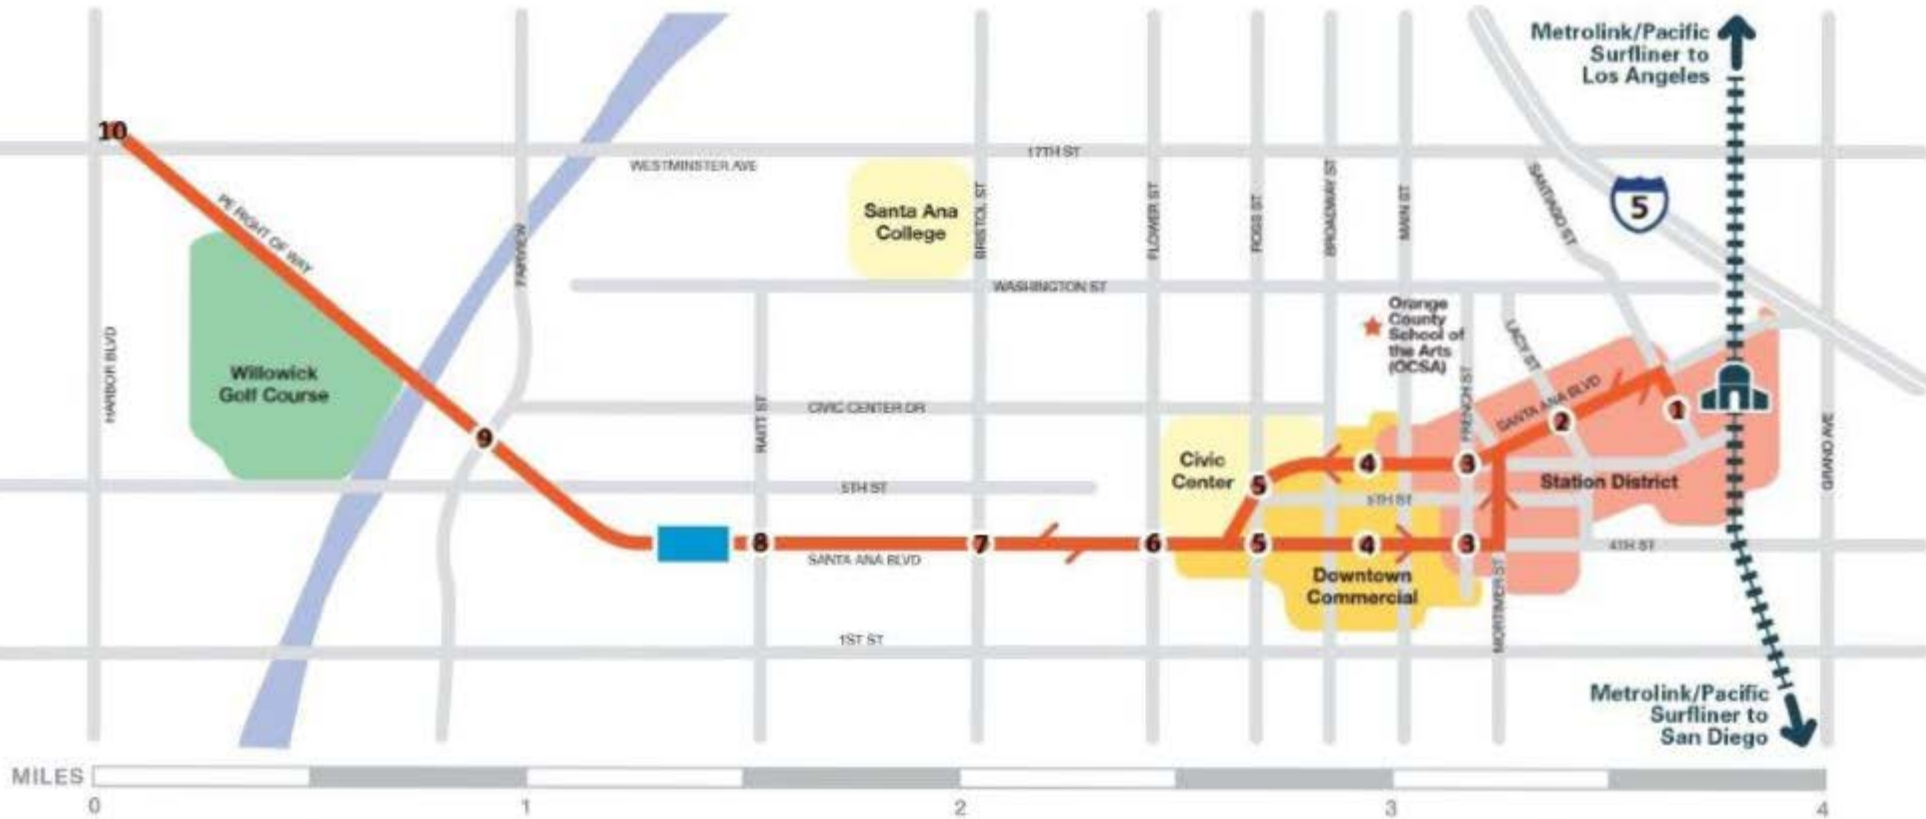 Metrolink/Pacific
Surfliner to
Los Angeles
10
17TH ST
WESTMINSTER AVE
5
PE RIGHT OF WAY
Santa Ana
College
BRISTOL ST
FLOWER ST
ROSS ST
BROADWAY ST
MAIN ST
SANTIAGO ST
FAIRVIEW
WASHINGTON ST
Orange
County
School of
the Arts
(OCSA)
LACY ST
HARBOR BLVD
Willowick
Golf Course
RAITT ST
CIVIC CENTER DR
FRENCH ST
SANTA ANA BLVD
1
2
GRAND AVE
9
Civic
Center
4
3
5
Station District
5TH ST
5TH ST
8
7
6
5
4
3
4TH ST
SANTA ANA BLVD
Downtown
Commercial
MORTIMER ST
1ST ST
Metrolink/Pacific
Surfliner to
San Diego
MILES
0
1
2
3
4